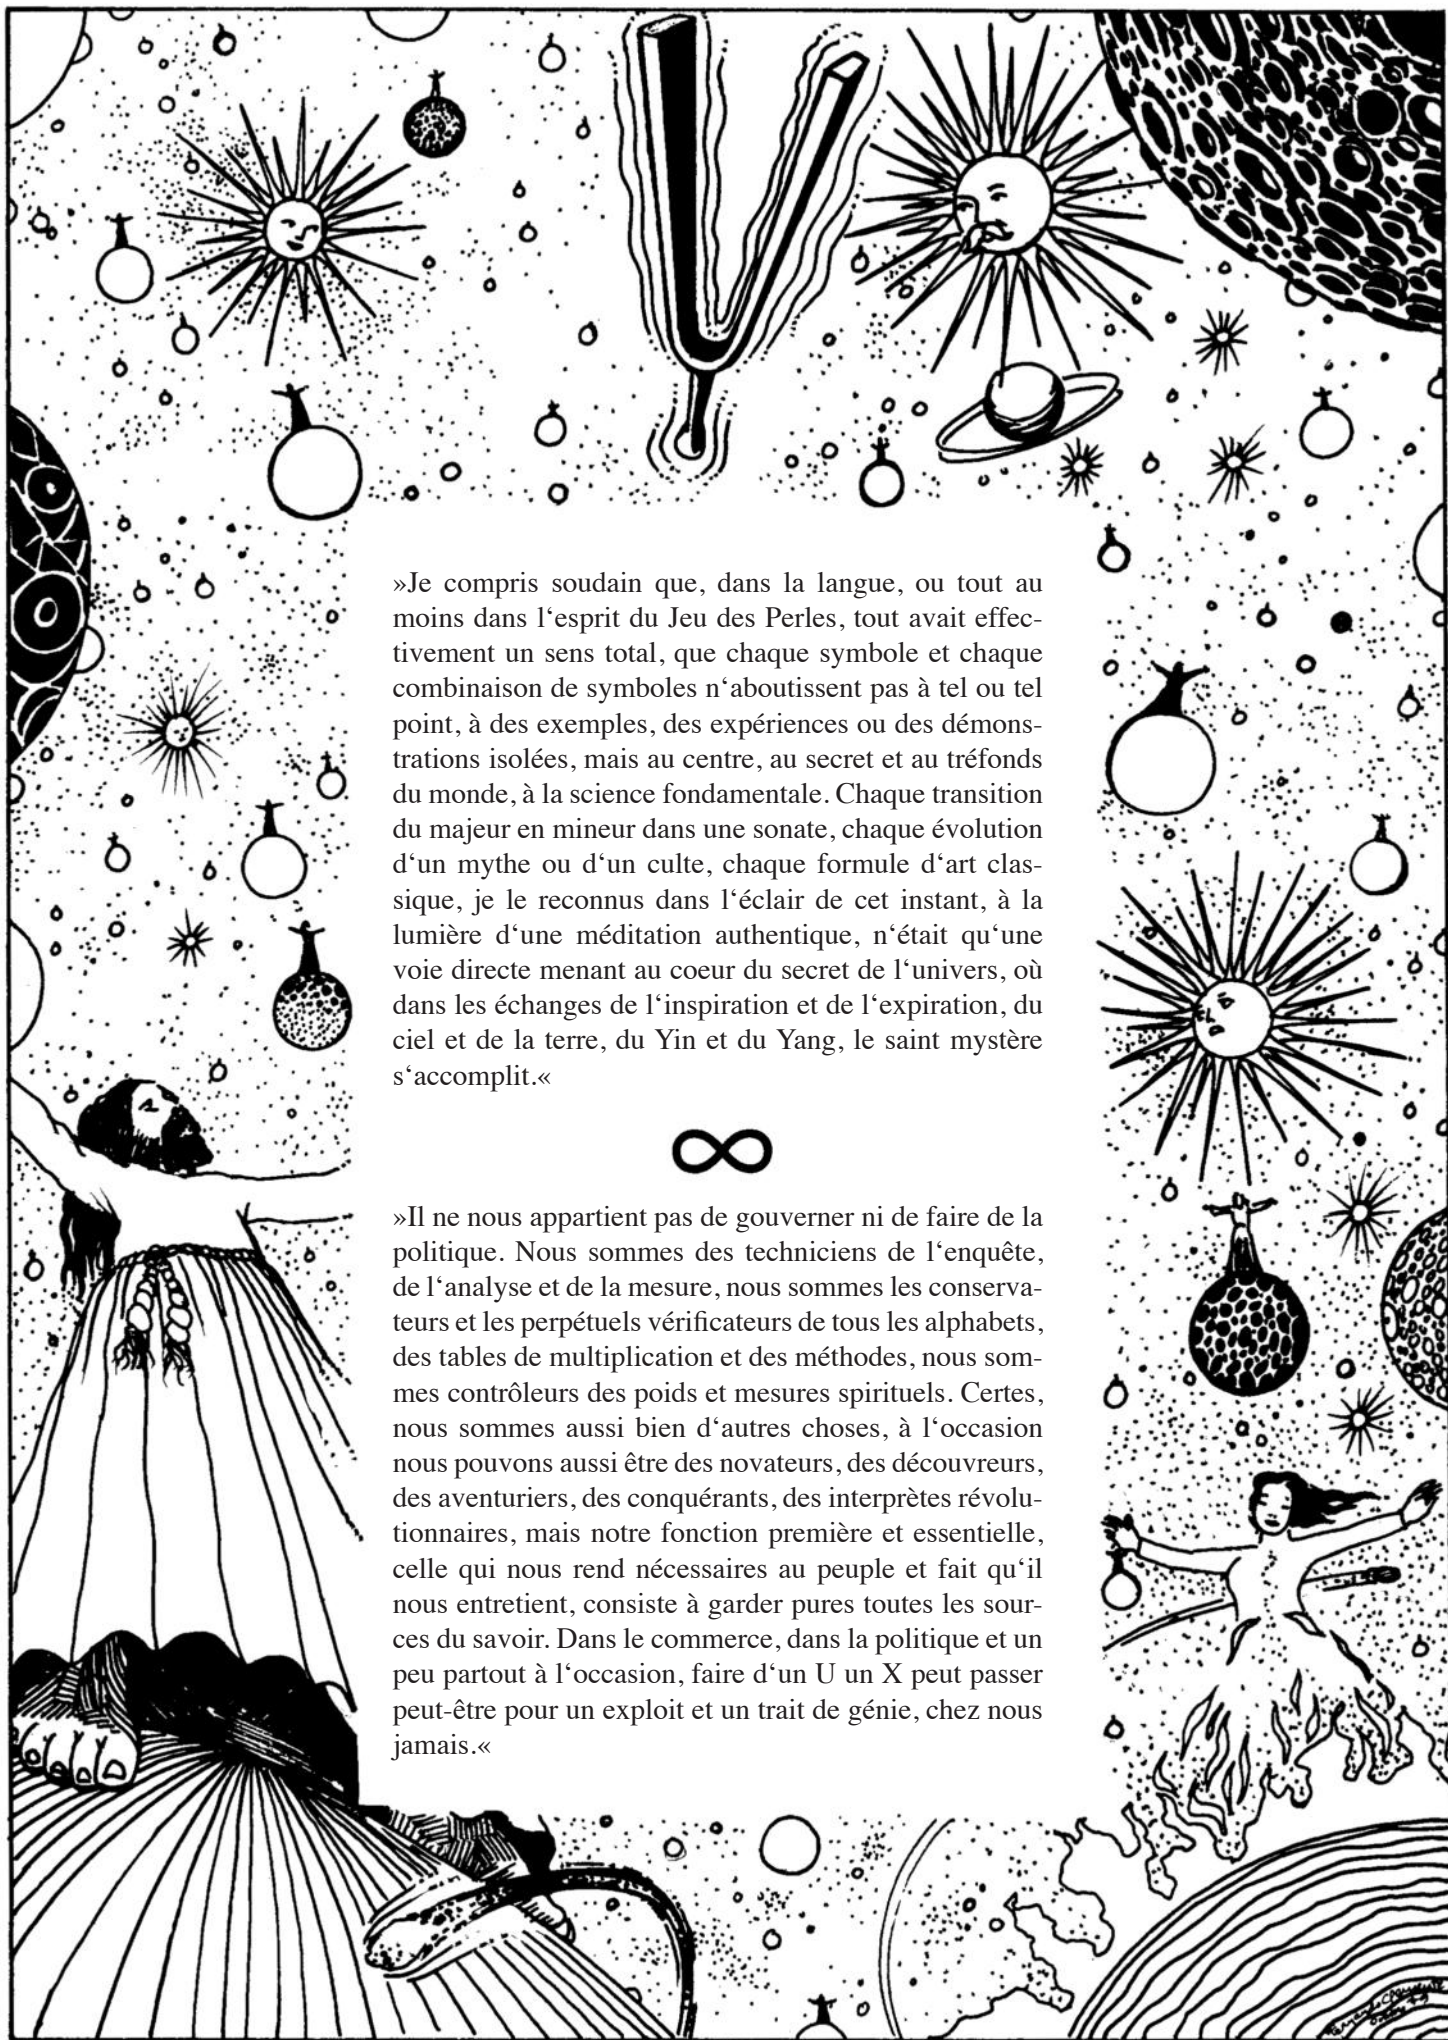 »Je compris soudain que, dans la langue, ou tout au
moins dans l‘esprit du Jeu des Perles, tout avait effec-
tivement un sens total, que chaque symbole et chaque
combinaison de symboles n‘aboutissent pas à tel ou tel
point, à des exemples, des expériences ou des démons-
trations isolées, mais au centre, au secret et au tréfonds
du monde, à la science fondamentale. Chaque transition
du majeur en mineur dans une sonate, chaque évolution
d‘un mythe ou d‘un culte, chaque formule d‘art clas-
sique, je le reconnus dans l‘éclair de cet instant, à la
lumière d‘une méditation authentique, n‘était qu‘une
voie directe menant au coeur du secret de l‘univers, où
dans les échanges de l‘inspiration et de l‘expiration, du
ciel et de la terre, du Yin et du Yang, le saint mystère
s‘accomplit.«
∞
»Il ne nous appartient pas de gouverner ni de faire de la
politique. Nous sommes des techniciens de l‘enquête,
de l‘analyse et de la mesure, nous sommes les conserva-
teurs et les perpétuels vérificateurs de tous les alphabets,
des tables de multiplication et des méthodes, nous som-
mes contrôleurs des poids et mesures spirituels. Certes,
nous sommes aussi bien d‘autres choses, à l‘occasion
nous pouvons aussi être des novateurs, des découvreurs,
des aventuriers, des conquérants, des interprètes révolu-
tionnaires, mais notre fonction première et essentielle,
celle qui nous rend nécessaires au peuple et fait qu‘il
nous entretient, consiste à garder pures toutes les sour-
ces du savoir. Dans le commerce, dans la politique et un
peu partout à l‘occasion, faire d‘un U un X peut passer
peut-être pour un exploit et un trait de génie, chez nous
jamais.«